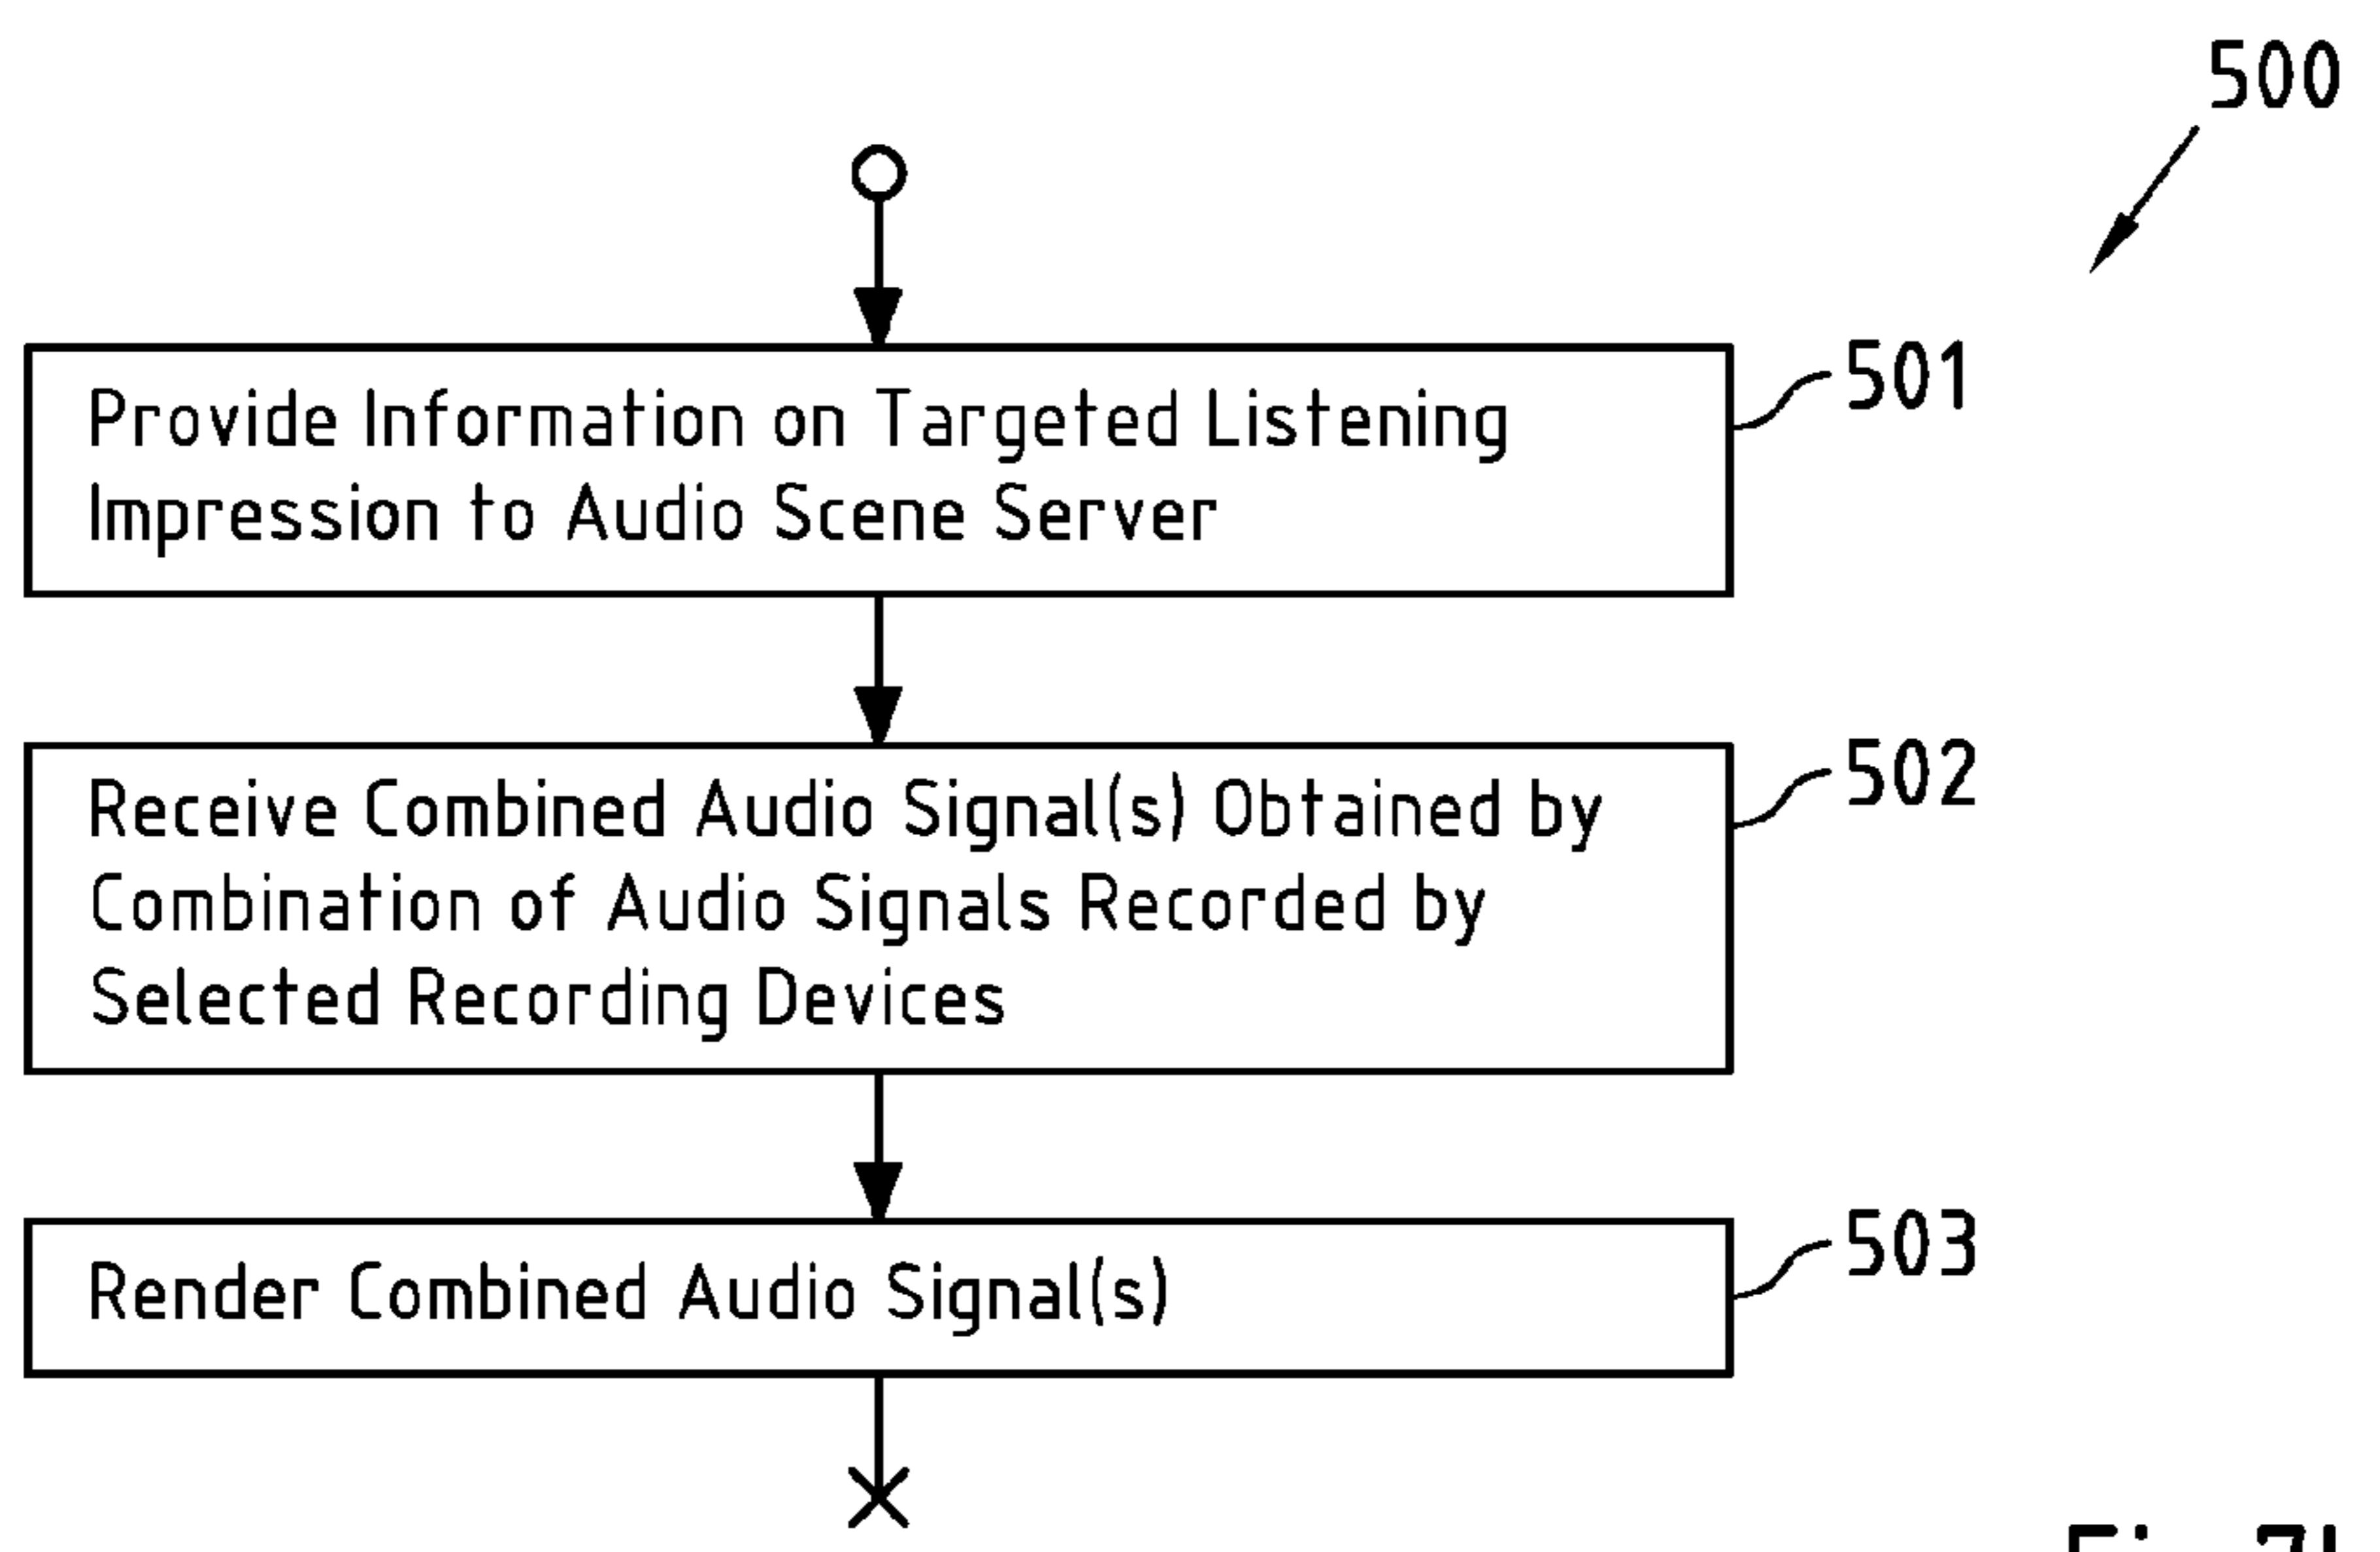 500
Provide Information on Targeted Listening
Impression to Audio Scene Server
501
Receive Combined Audio Signal(s) Obtained by
Combination of Audio Signals Recorded by
Selected Recording Devices
502
Render Combined Audio Signal(s)
503